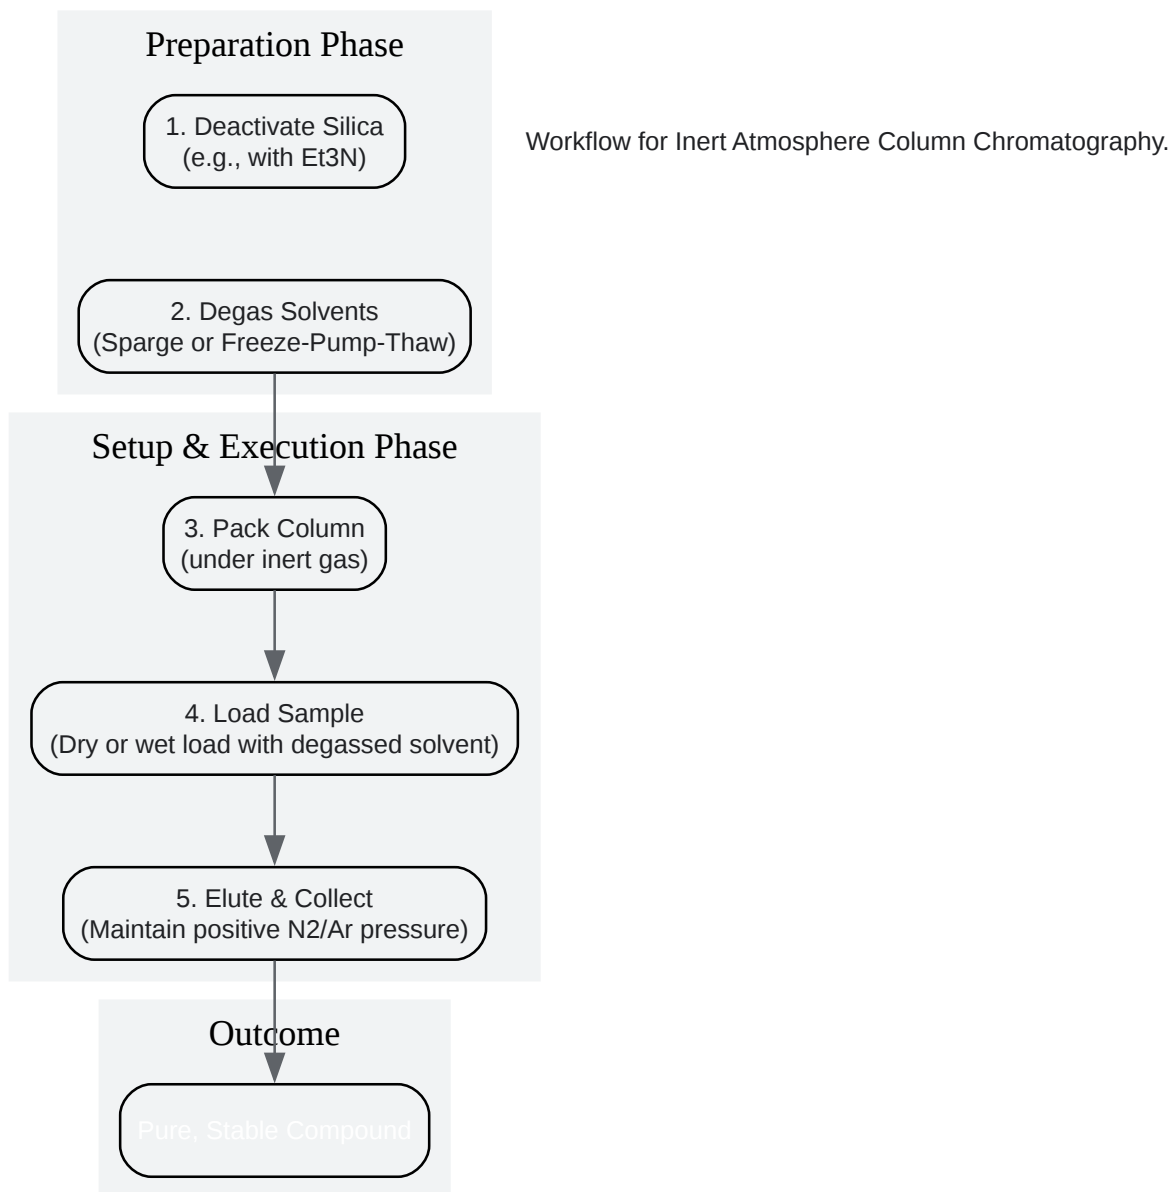 Preparation Phase
1. Deactivate Silica
(e.g., with Et3N)
Workflow for Inert Atmosphere Column Chromatography.
2. Degas Solvents
(Sparge or Freeze-Pump-Thaw)
Setup & Execution Phase
3. Pack Column
(under inert gas)
4. Load Sample
(Dry or wet load with degassed solvent)
5. Elute & Collect
(Maintain positive N2/Ar pressure)
Outcome
Pure, Stable Compound